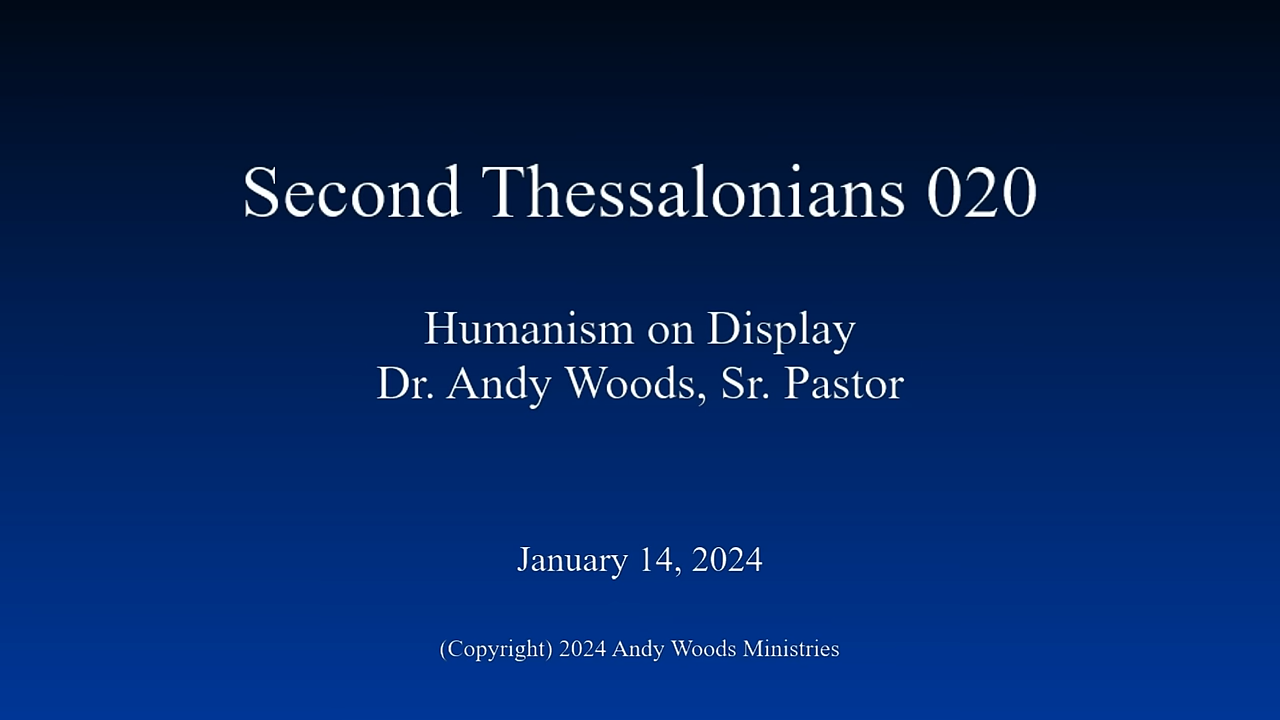 Second Thessalonians 020
Humanism on Display
Dr. Andy Woods, Sr. Pastor
January 14, 2024
(Copyright) 2024 Andy Woods Ministries